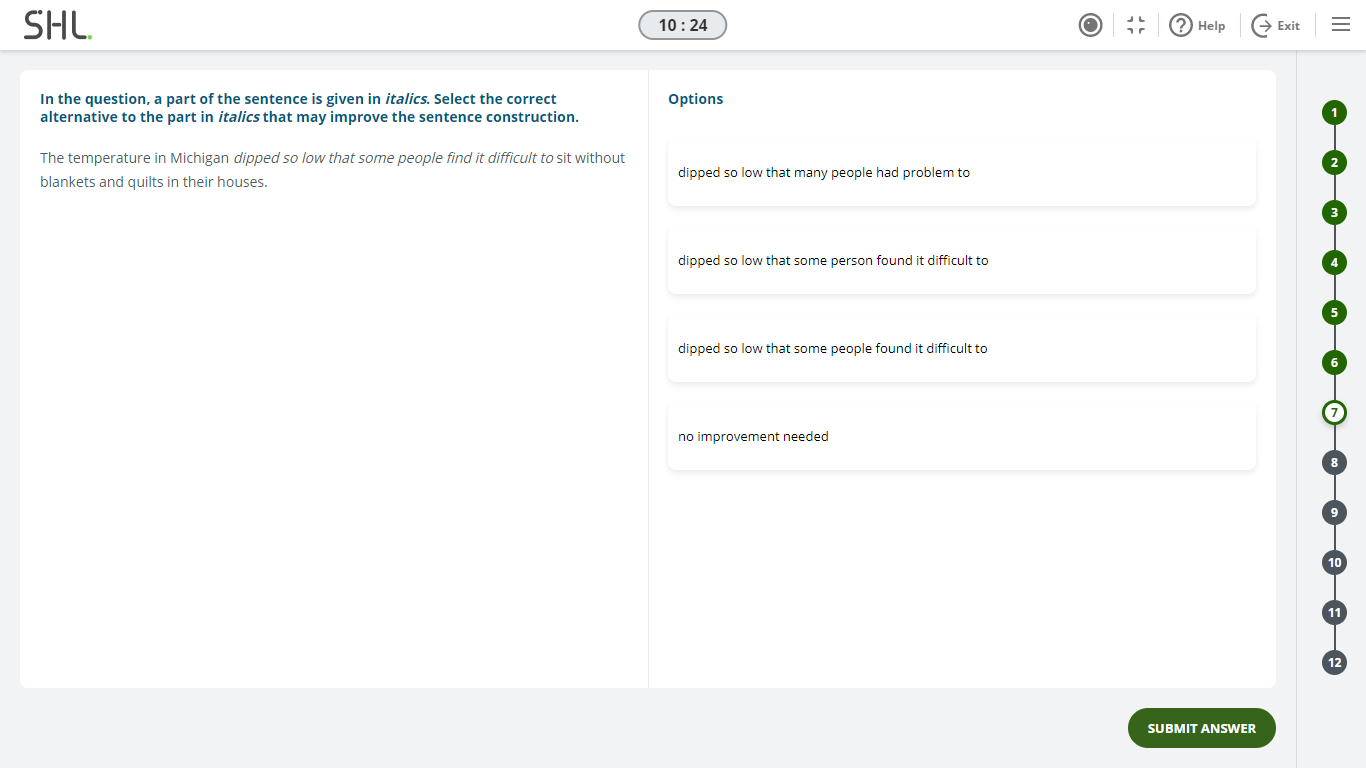 SHL.
10 : 24
Help
Exit
In the question, a part of the sentence is given in italics. Select the correct
alternative to the part in italics that may improve the sentence construction.
The temperature in Michigan dipped so low that some people find it difficult to sit without
blankets and quilts in their houses.
Options
dipped so low that many people had problem to
dipped so low that some person found it difficult to
dipped so low that some people found it difficult to
no improvement needed
1
2
3
4
5
6
7
8
9
10
11
12
SUBMIT ANSWER